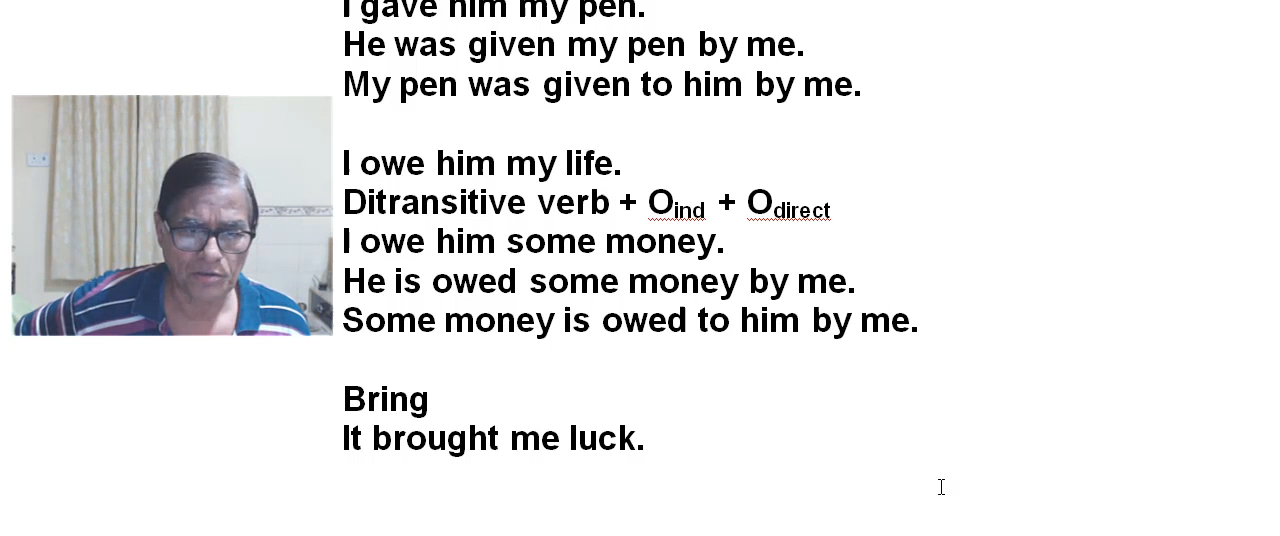 I gave him my pen.
He was given my pen by me.
My pen was given to him by me.
I owe him my life.
Ditransitive verb + Oind + Odirect
I owe him some money.
He is owed some money by me.
Some money is owed to him by me.
Bring
It brought me luck.